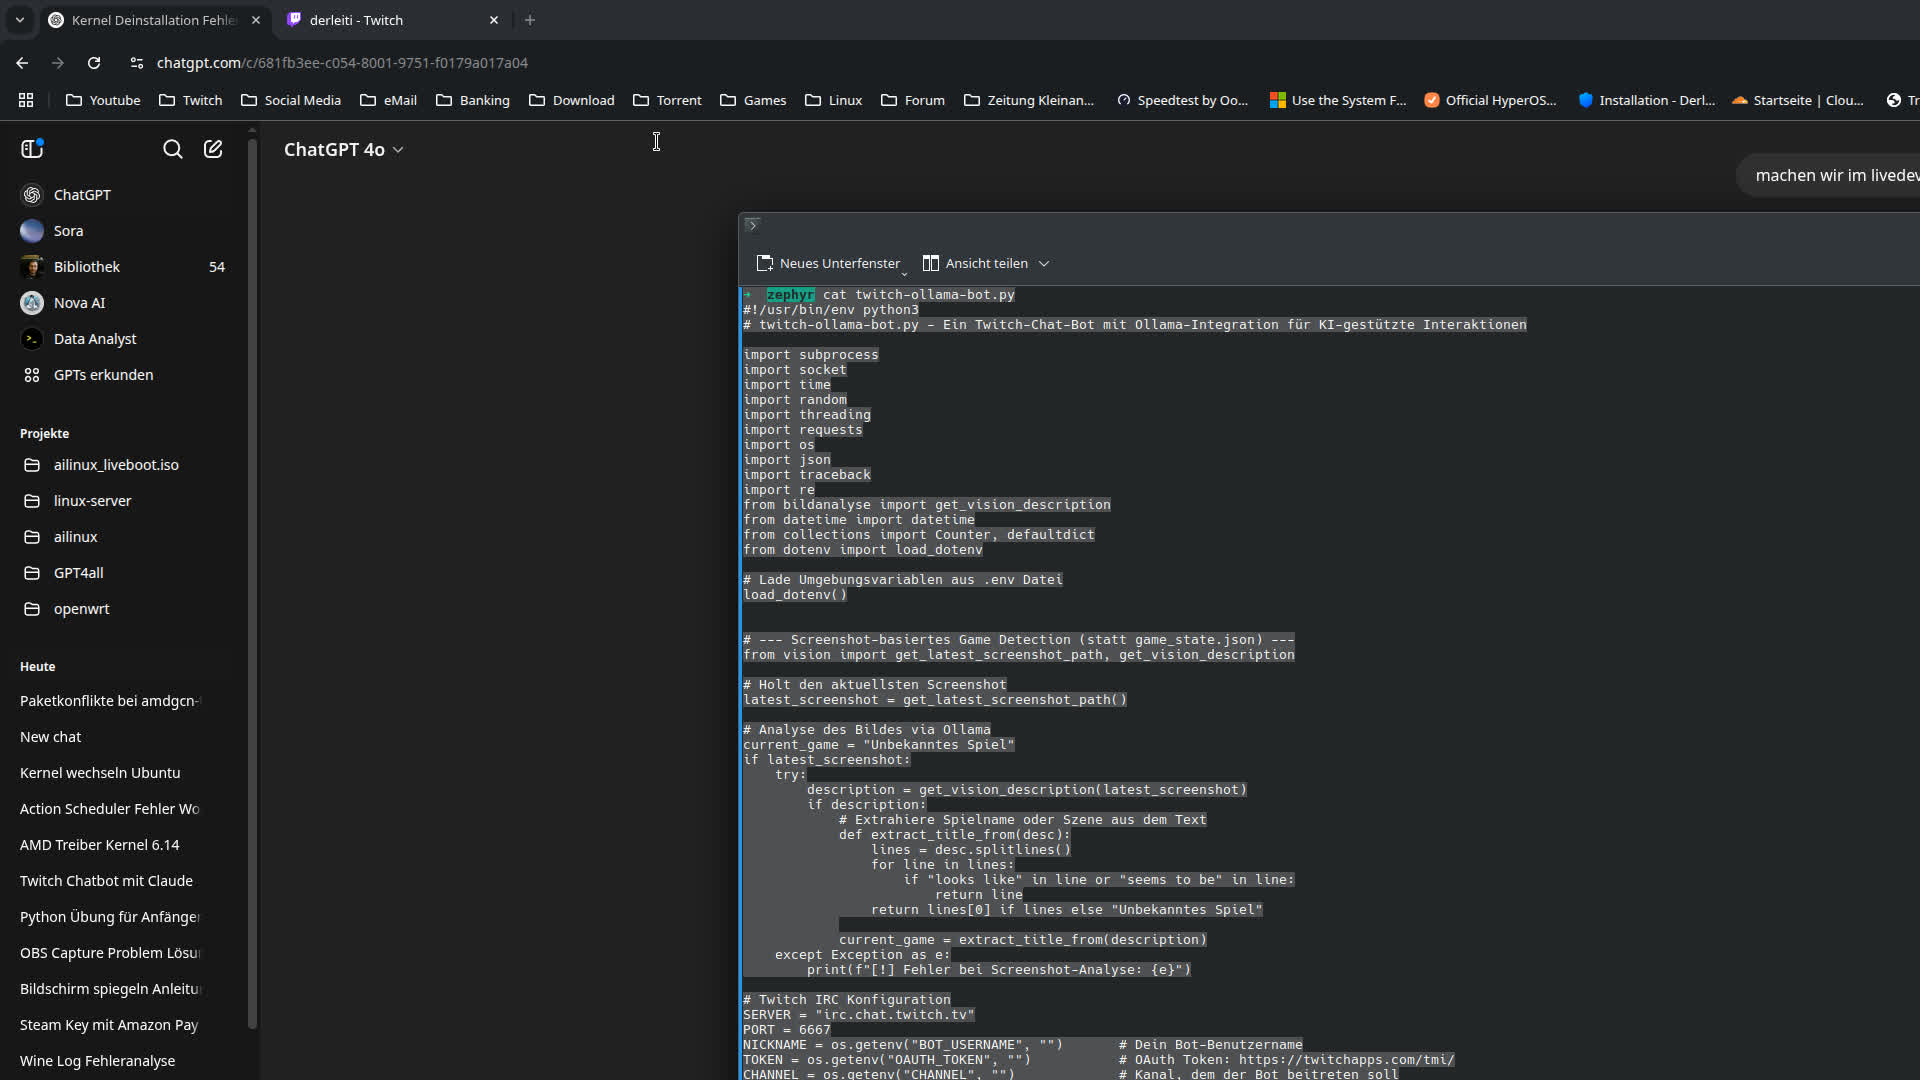 Kernel Deinstallation Fehle
derleiti - Twitch
chatgpt.com/c/681fb3ee-c054-8001-9751-f0179a017a04
Youtube
Twitch
Social Media
eMail
Banking
Download
Torrent
Games
Linux
Forum
Zeitung Kleinan...
Speedtest by Oo...
Use the System F...
Official HyperOS...
Installation - Derl...
Startseite | Clou...
Tr
ChatGPT 4o
machen wir im livedev
ChatGPT
Sora
Bibliothek 54
Nova AI
Data Analyst
GPTs erkunden
Projekte
ailinux_liveboot.iso
linux-server
ailinux
GPT4all
openwrt
Heute
Paketkonflikte bei amdgcn-
New chat
Kernel wechseln Ubuntu
Action Scheduler Fehler Wo
AMD Treiber Kernel 6.14
Twitch Chatbot mit Claude
Python Übung für Anfänger
OBS Capture Problem Lösu
Bildschirm spiegeln Anleitu
Steam Key mit Amazon Pay
Wine Log Fehleranalyse
Neues Unterfenster
Ansicht teilen
➜ zephyr cat twitch-ollama-bot.py
#!/usr/bin/env python3
# twitch-ollama-bot.py - Ein Twitch-Chat-Bot mit Ollama-Integration für KI-gestützte Interaktionen
import subprocess
import socket
import time
import random
import threading
import requests
import os
import json
import traceback
import re
from bildanalyse import get_vision_description
from datetime import datetime
from collections import Counter, defaultdict
from dotenv import load_dotenv
# Lade Umgebungsvariablen aus .env Datei
load_dotenv()
# --- Screenshot-basiertes Game Detection (statt game_state.json) ---
from vision import get_latest_screenshot_path, get_vision_description
# Holt den aktuellsten Screenshot
latest_screenshot = get_latest_screenshot_path()
# Analyse des Bildes via Ollama
current_game = "Unbekanntes Spiel"
if latest_screenshot:
    try:
        description = get_vision_description(latest_screenshot)
        if description:
            # Extrahiere Spielname oder Szene aus dem Text
            def extract_title_from(desc):
                lines = desc.splitlines()
                for line in lines:
                    if "looks like" in line or "seems to be" in line:
                        return line
                return lines[0] if lines else "Unbekanntes Spiel"
            current_game = extract_title_from(description)
    except Exception as e:
        print(f"[!] Fehler bei Screenshot-Analyse: {e}")
# Twitch IRC Konfiguration
SERVER = "irc.chat.twitch.tv"
PORT = 6667
NICKNAME = os.getenv("BOT_USERNAME", "")       # Dein Bot-Benutzername
TOKEN = os.getenv("OAUTH_TOKEN", "")           # OAuth Token: https://twitchapps.com/tmi/
CHANNEL = os.getenv("CHANNEL", "")             # Kanal, dem der Bot beitreten soll